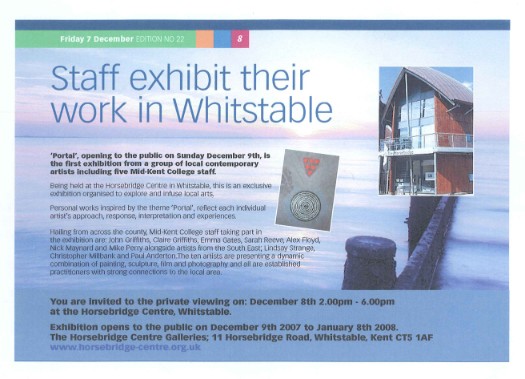 Friday 7 December EDITION NO 22
8
Staff exhibit their
work in Whitstable
'Portal', opening to the public on Sunday December 9th, is
the first exhibition from a group of local contemporary
artists including five Mid-Kent College staff.
Being held at the Horsebridge Centre in Whitstable, this is an exclusive
exhibition organised to explore and infuse local arts.
Personal works inspired by the theme 'Portal', reflect each individual
artist's approach, response, interpretation and experiences.
Hailing from across the county, Mid-Kent College staff taking part in
the exhibition are: John Griffiths, Claire Griffiths, Emma Gates, Sarah Reeve, Alex Floyd,
Nick Maynard and Mike Perry alongside artists from the South East; Lindsay Strange,
Christopher Millbank and Paul Anderson.The ten artists are presenting a dynamic
combination of painting, sculpture, film and photography and all are established
practitioners with strong connections in the local area.
You are invited to the private viewing on: December 8th 2.00pm - 6.00pm
at the Horsebridge Centre, Whitstable.
Exhibition opens to the public on December 9th 2007 to January 8th 2008.
The Horsebridge Centre Galleries; 11 Horsebridge Road, Whitstable, Kent CT5 1AF
www.horsebridge-centre.org.uk